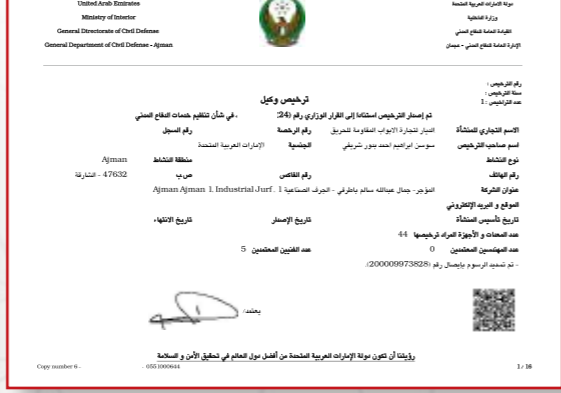 United Arab Emirates
Ministry of Interior
General Directorate of Civil Defense
General Department of Civil Defense - Ajman
دولة الامارات العربية المتحدة
وزارة الداخلية
القيادة العامة للدفاع المدني
الإدارة العامة للدفاع المدني - عجمان
رقم الترخيص :
سنة الترخيص :
عدد التراخيص : 1
ترخيص وكيل
تم إصدار الترخيص استنادا إلى القرار الوزاري رقم (24: ، في شأن تنظيم خدمات الدفاع المدني
الاسم التجاري للمنشأة النبار لتجارة الابواب المقاومة للحريق رقم الرخصة رقم السجل
اسم صاحب الترخيص سوسن ابراهيم احمد بدور شريفي الجنسية الإمارات العربية المتحدة
نوع النشاط منطقة النشاط Ajman
رقم الهاتف رقم الفاكس ص.ب 47632 - الشارقة
عنوان الشركة المؤجر- جمال عبدالله سالم باطرفي - الجرف الصناعية 1 . Ajman Ajman 1. Industrial Jurf
الموقع و البريد الإلكتروني
تاريخ تأسيس المنشأة تاريخ الإصدار تاريخ الانتهاء
عدد المعدات و الأجهزة المراد ترخيصها 44
عدد المهندسين المعتمدين 0 عدد الفنيين المعتمدين 5
- تم تسديد الرسوم بإيصال رقم (200009973828).
يعتمد/
رؤيتنا أن تكون دولة الإمارات العربية المتحدة من أفضل دول العالم في تحقيق الأمن و السلامة
Copy number 6 - - 0551000644 1 / 16